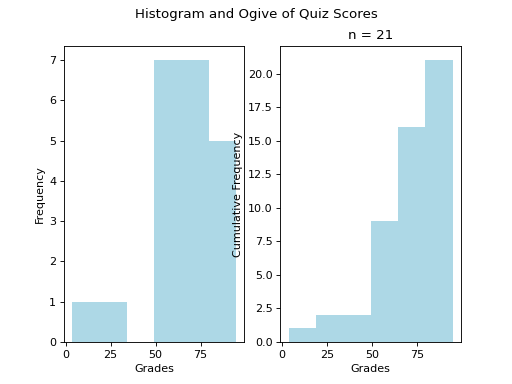 Histogram and Ogive of Quiz Scores
n = 21
7
6
5
4
3
2
1
0
Frequency
0 25 50 75
Grades
20.0
17.5
15.0
12.5
10.0
7.5
5.0
2.5
0.0
Cumulative Frequency
0 25 50 75
Grades